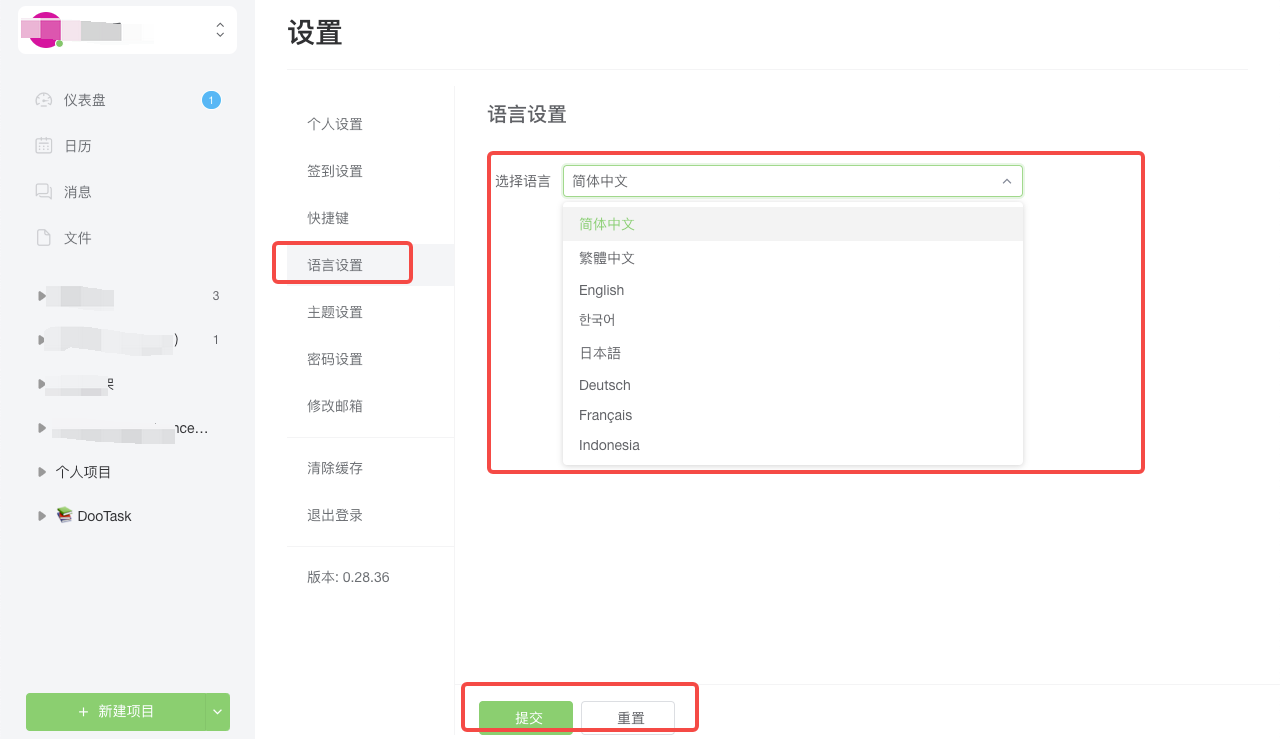 设置
仪表盘
1
日历
消息
文件
3
)
1
nce…
个人项目
DooTask
+ 新建项目
个人设置
签到设置
快捷键
语言设置
主题设置
密码设置
修改邮箱
清除缓存
退出登录
版本: 0.28.36
语言设置
选择语言 简体中文
简体中文
繁體中文
English
한국어
日本語
Deutsch
Français
Indonesia
提交 重置